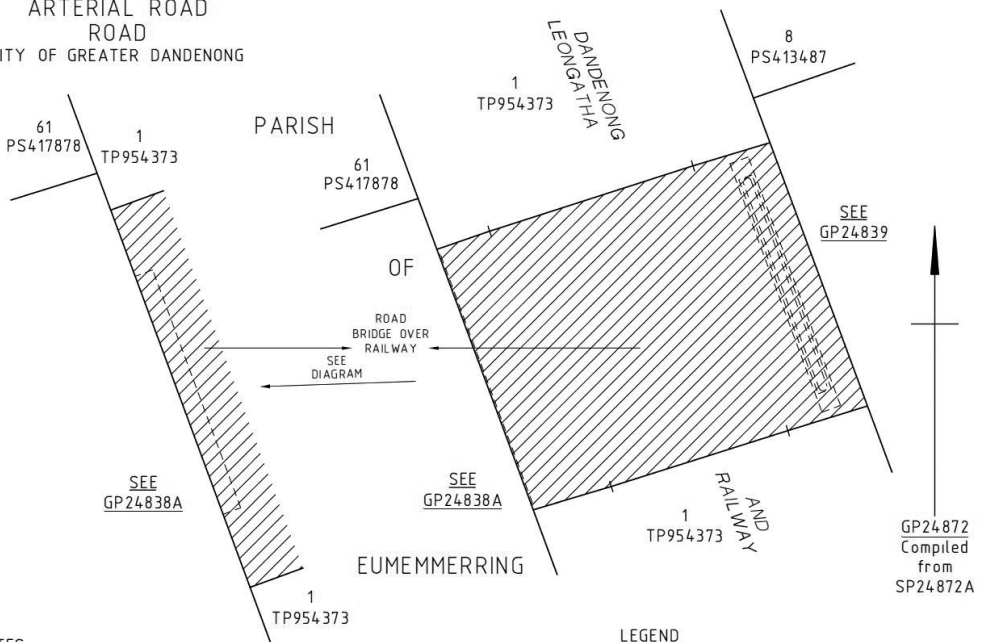 ARTERIAL ROAD
ROAD
ITY OF GREATER DANDENONG
61
PS417878
1
TP954373
PARISH
61
PS417878
1
TP954373
DANDENONG
LEONGATHA
8
PS413487
SEE
GP24839
OF
ROAD
BRIDGE OVER
RAILWAY
SEE
DIAGRAM
SEE
GP24838A
SEE
GP24838A
1
TP954373
AND
RAILWAY
GP24872
Compiled
from
SP24872A
EUMEMMERRING
1
TP954373
LEGEND